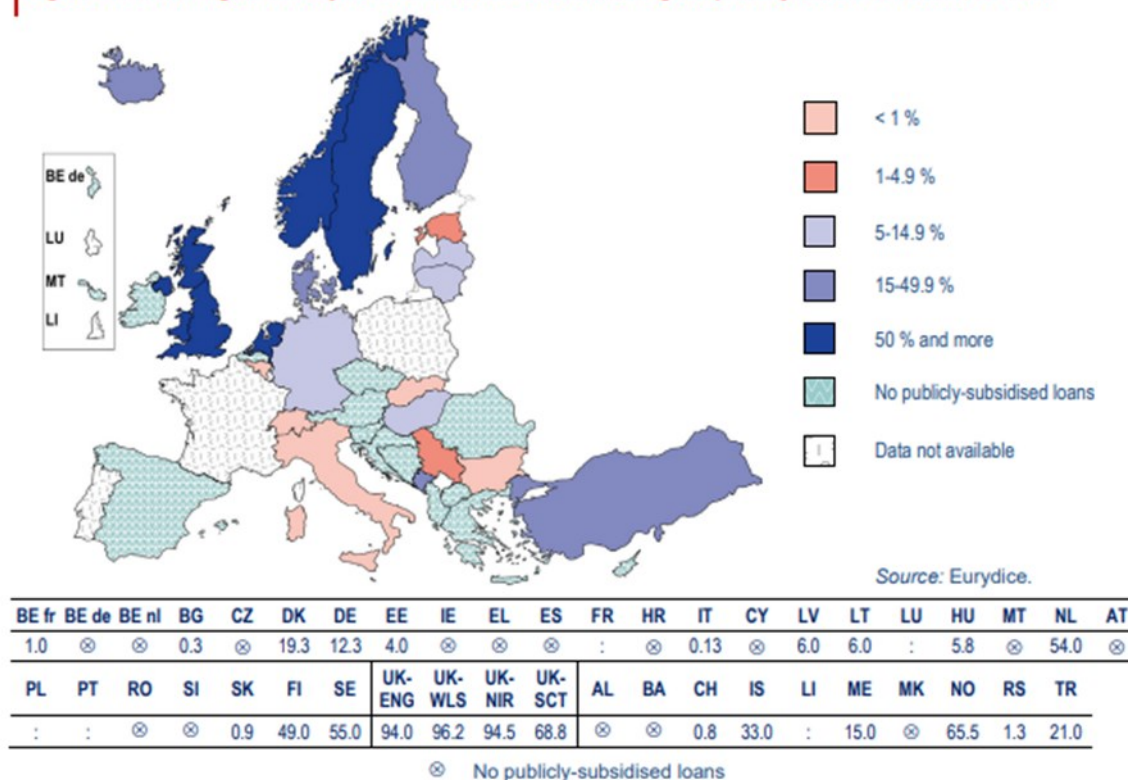 < 1 %
1-4.9 %
5-14.9 %
15-49.9 %
50 % and more
No publicly-subsidised loans
Data not available
BE de
LU
MT
LI
Source: Eurydice.
BE fr BE de BE nl BG CZ DK DE EE IE EL ES FR HR IT CY LV LT LU HU MT NL AT
1.0 ⊗ ⊗ 0.3 ⊗ 19.3 12.3 4.0 ⊗ ⊗ ⊗ : ⊗ 0.13 ⊗ 6.0 6.0 : 5.8 ⊗ 54.0 ⊗
PL PT RO SI SK FI SE UK-ENG UK-WLS UK-NIR UK-SCT AL BA CH IS LI ME MK NO RS TR
: : ⊗ ⊗ 0.9 49.0 55.0 94.0 96.2 94.5 68.8 ⊗ ⊗ 0.8 33.0 : 15.0 ⊗ 65.5 1.3 21.0
⊗ No publicly-subsidised loans